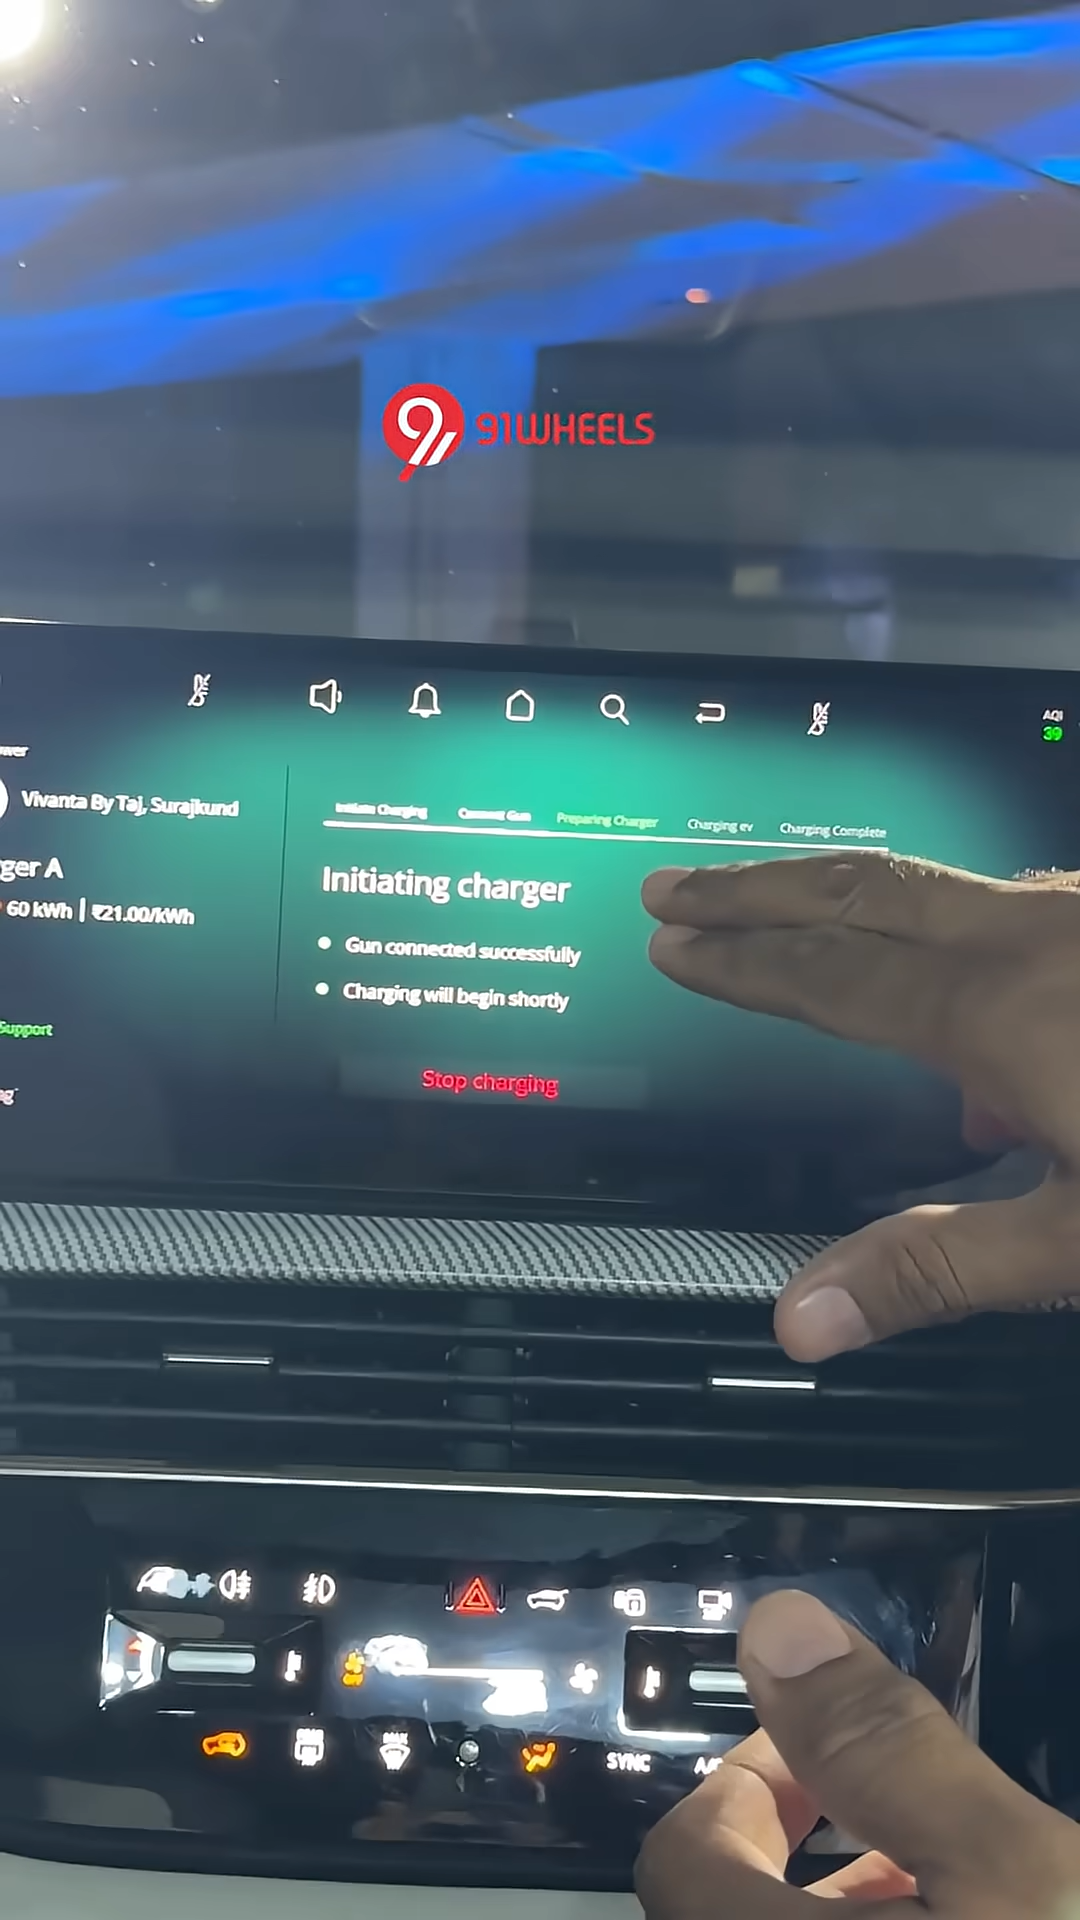 91WHEELS
AQI
39
wer
Vivanta By Taj, Surajkund
ger A
60 kWh | ₹21.00/kWh
Support
Initiate Charging
Connect Gun
Preparing Charger
Charging ev
Charging Complete
Initiating charger
Gun connected successfully
Charging will begin shortly
Stop charging
MAX
SYNC
A/C